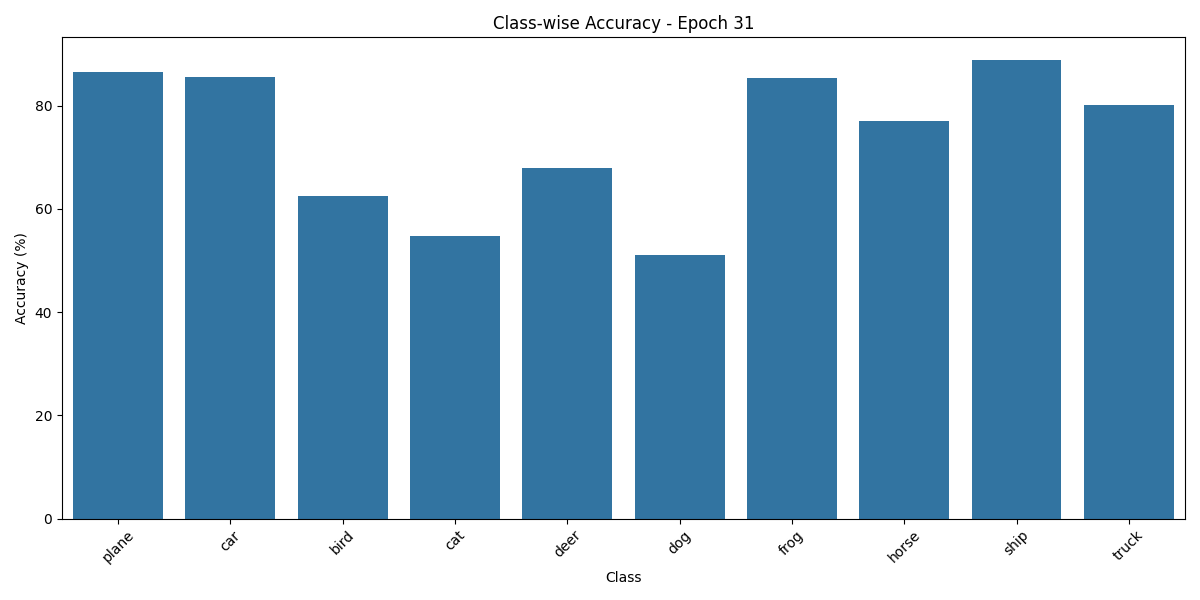 Class-wise Accuracy - Epoch 31
Accuracy (%)
80
60
40
20
0
plane
car
bird
cat
deer
dog
frog
horse
ship
truck
Class